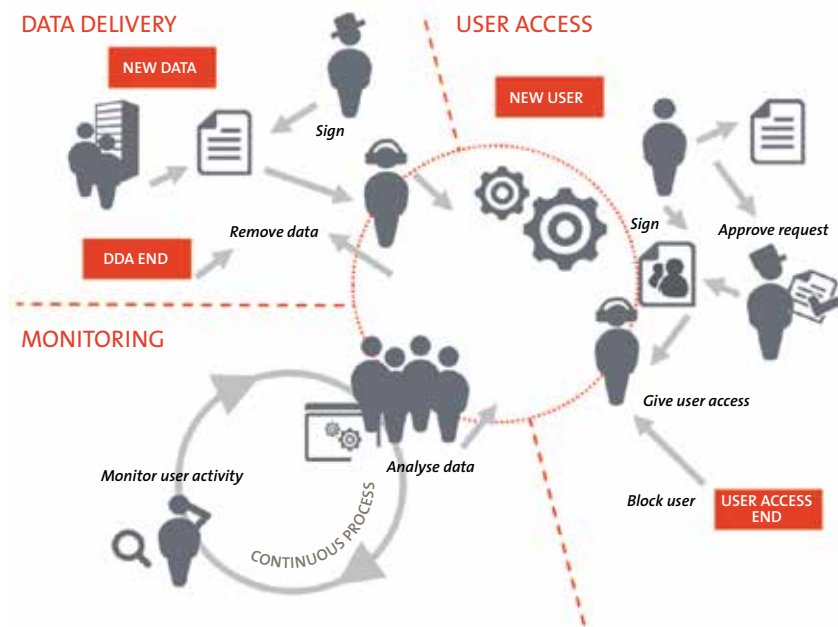 DATA DELIVERY
USER ACCESS
NEW DATA
NEW USER
Sign
Remove data
Sign
Approve request
DDA END
MONITORING
Give user access
Analyse data
Monitor user activity
Block user
USER ACCESS
END
CONTINUOUS PROCESS